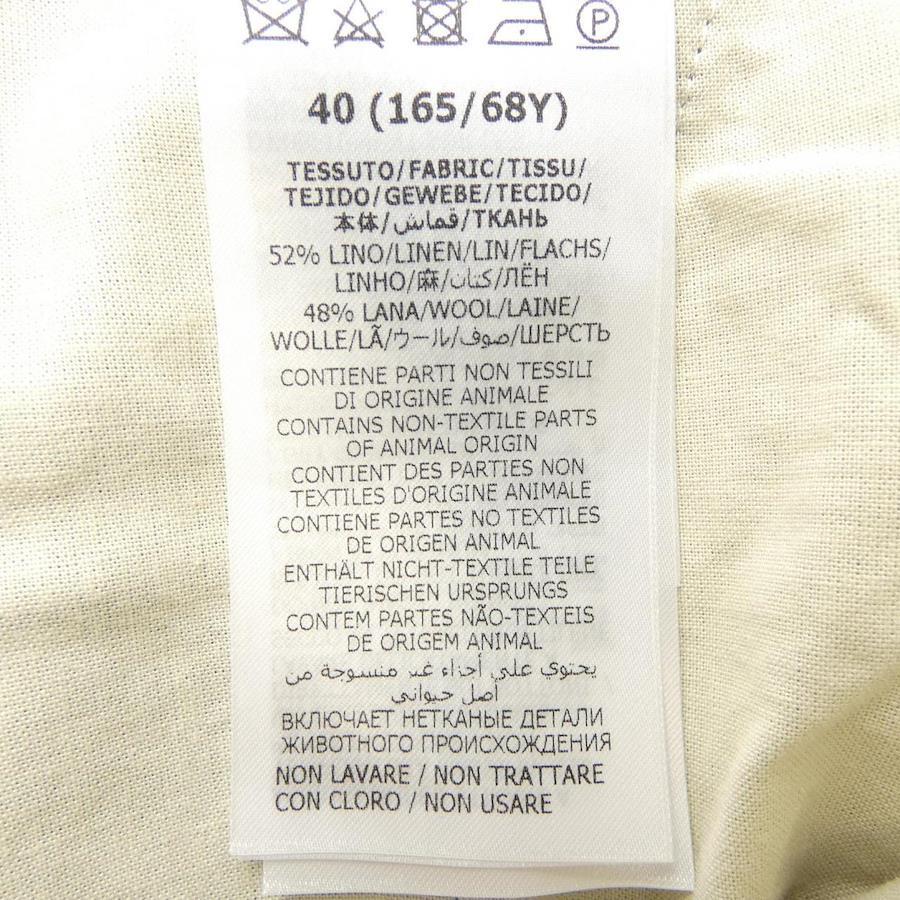 P
40 (165/68Y)
TESSUTO/FABRIC/TISSU/
TEJIDO/GEWEBE/TECIDO/
本体/قماش/ТКАНЬ
52% LINO/LINEN/LIN/FLACHS/
LINHO/麻/كتان/ЛЁН
48% LANA/WOOL/LAINE/
WOLLE/LÃ/ウール/صوف/ШЕРСТЬ
CONTIENE PARTI NON TESSILI
DI ORIGINE ANIMALE
CONTAINS NON-TEXTILE PARTS
OF ANIMAL ORIGIN
CONTIENT DES PARTIES NON
TEXTILES D'ORIGINE ANIMALE
CONTIENE PARTES NO TEXTILES
DE ORIGEN ANIMAL
ENTHÄLT NICHT-TEXTILE TEILE
TIERISCHEN URSPRUNGS
CONTEM PARTES NÃO-TEXTEIS
DE ORIGEM ANIMAL
يحتوي على أجزاء غير منسوجة من
أصل حيواني
ВКЛЮЧАЕТ НЕТКАНЫЕ ДЕТАЛИ
ЖИВОТНОГО ПРОИСХОЖДЕНИЯ
NON LAVARE / NON TRATTARE
CON CLORO / NON USARE